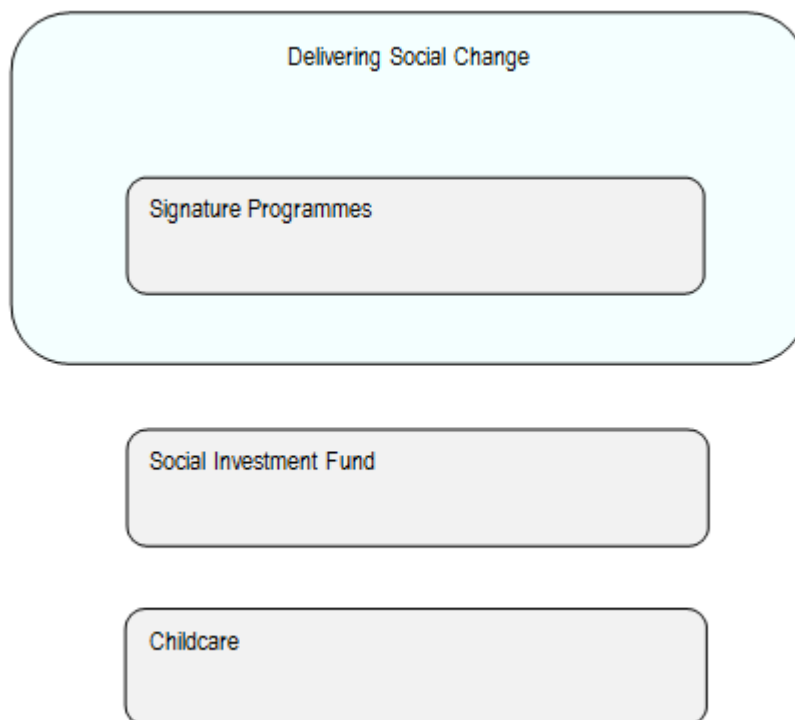 Delivering Social Change
Signature Programmes
Social Investment Fund
Childcare